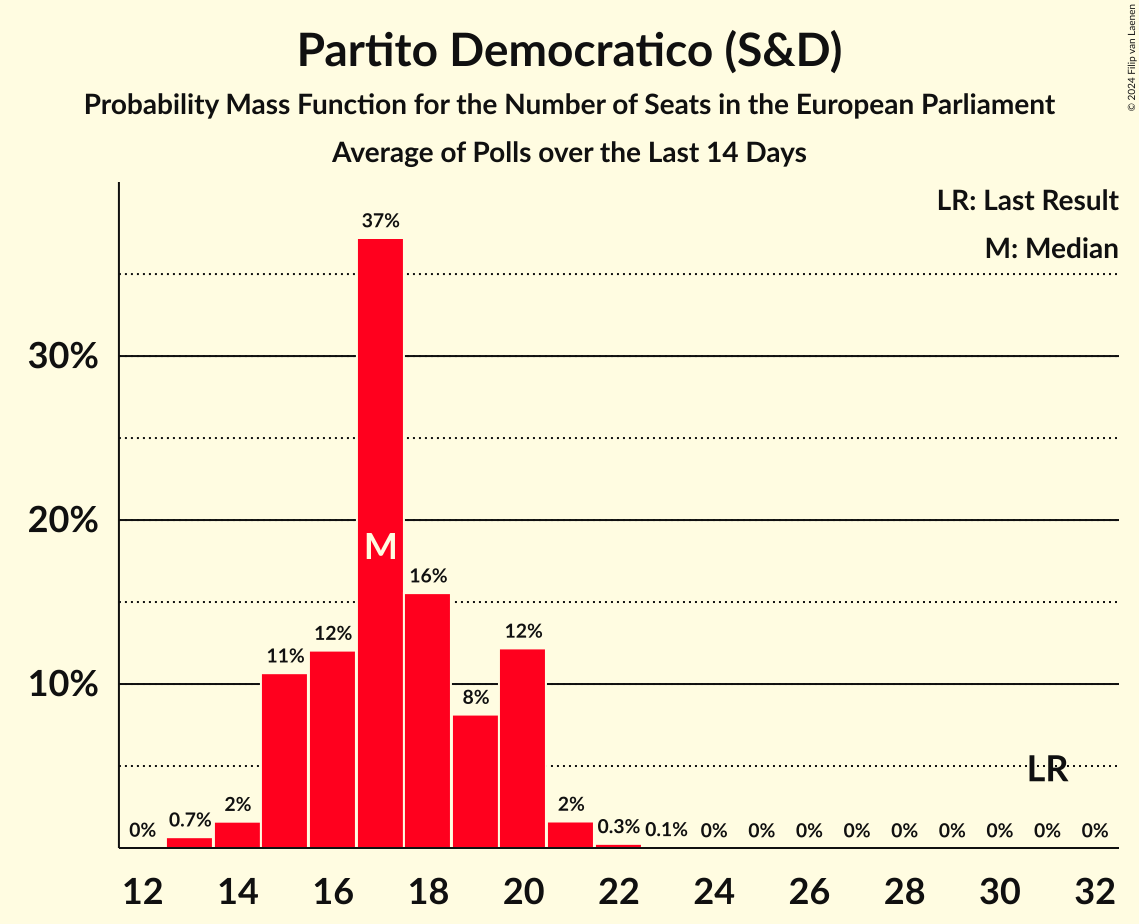 Partito Democratico (S&D)
Probability Mass Function for the Number of Seats in the European Parliament
Average of Polls over the Last 14 Days
© 2024 Filip van Laenen
LR: Last Result
M: Median
30%
20%
10%
0%
0.7%
2%
11%
12%
37%
M
16%
8%
12%
2%
0.3%
0.1%
0%
0%
0%
0%
0%
0%
0%
0%
0%
LR
12 14 16 18 20 22 24 26 28 30 32